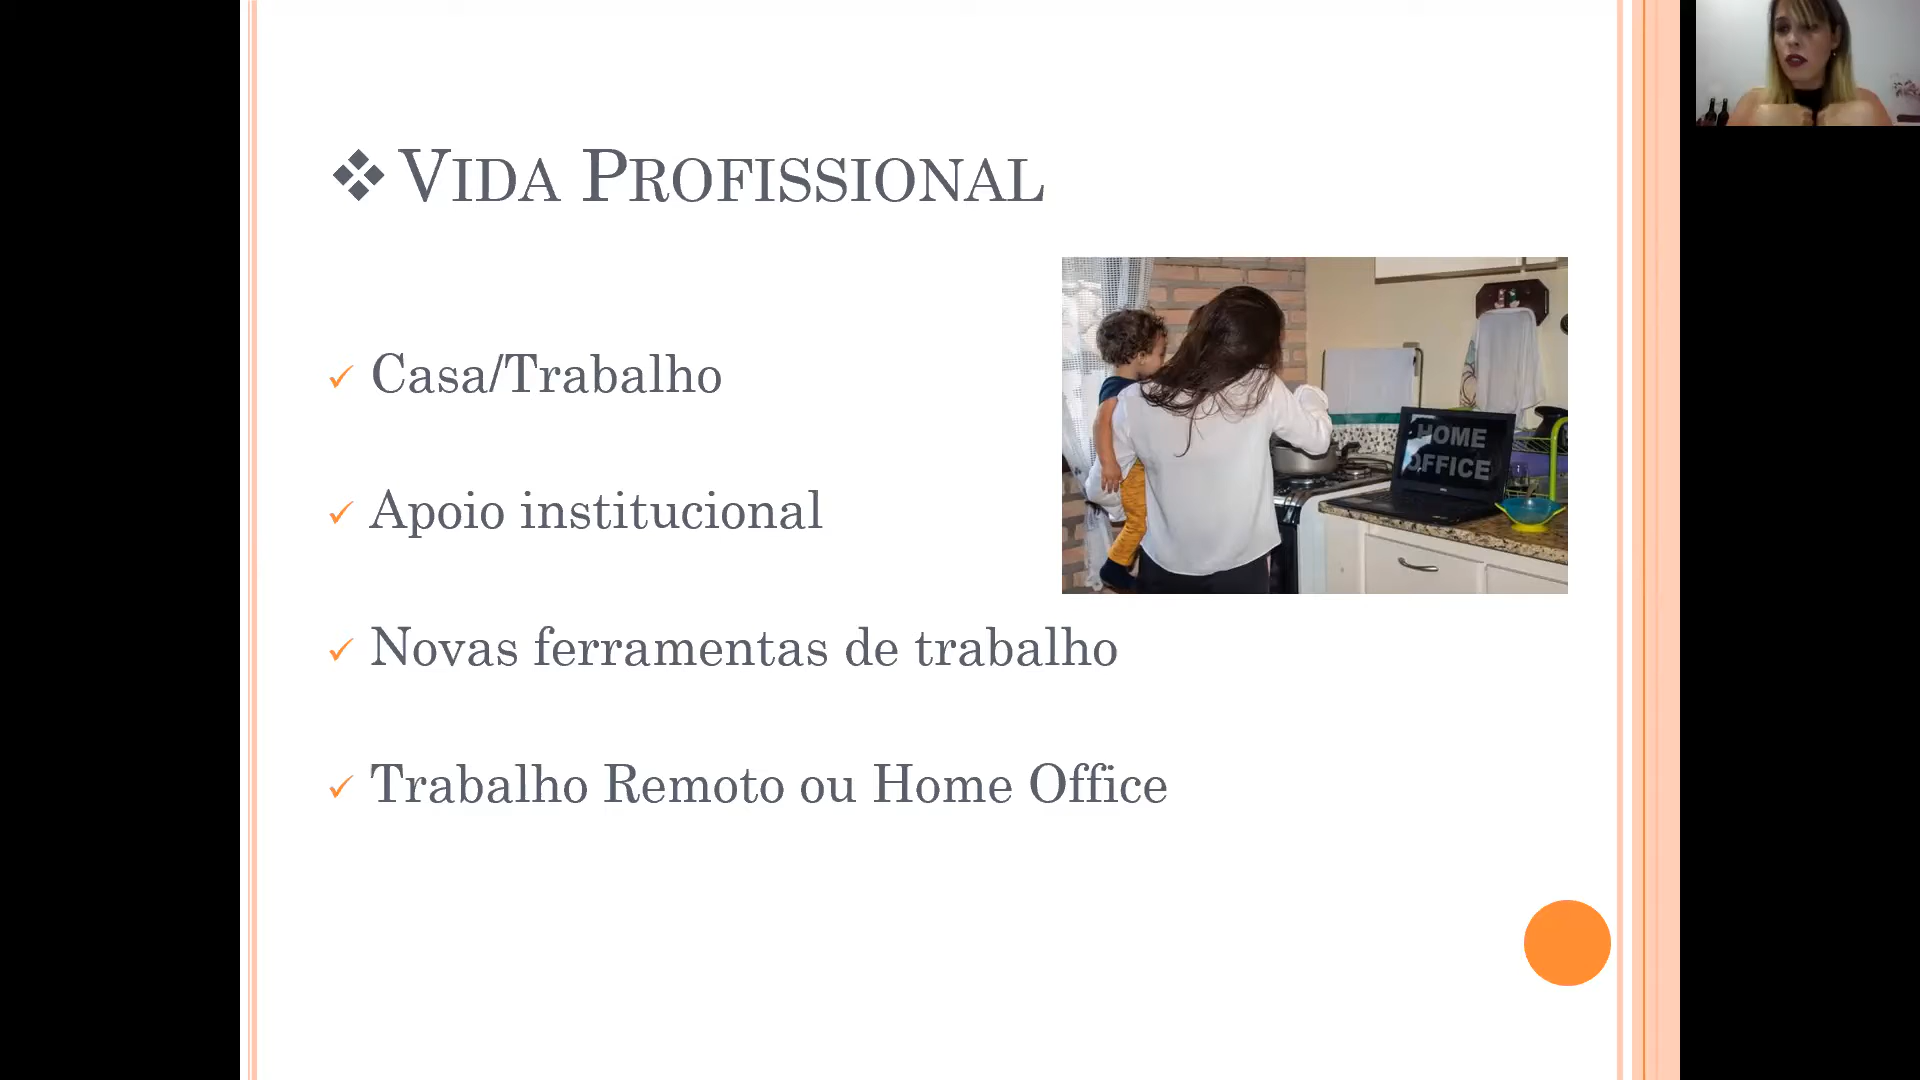 ❖ VIDA PROFISSIONAL
✓ Casa/Trabalho
HOME
OFFICE
✓ Apoio institucional
✓ Novas ferramentas de trabalho
✓ Trabalho Remoto ou Home Office